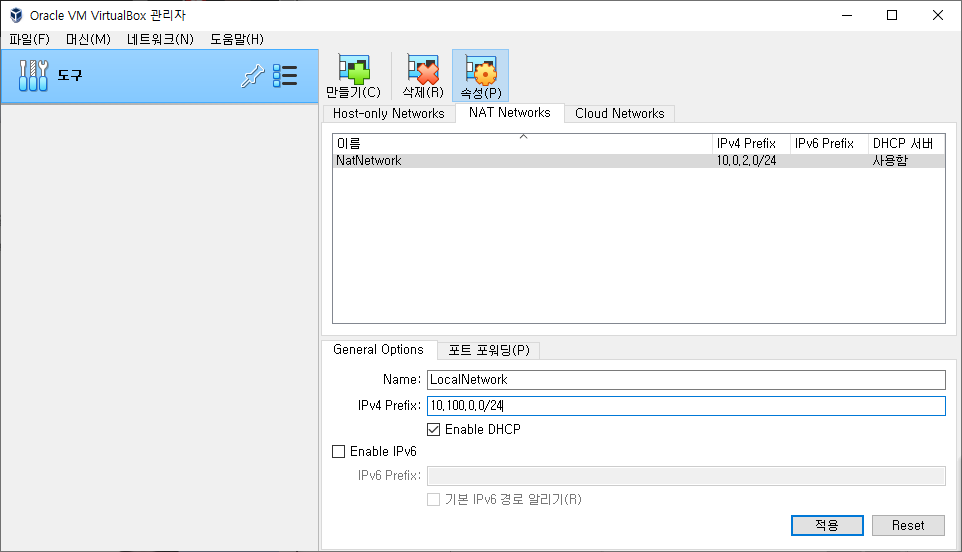 Oracle VM VirtualBox 관리자
파일(F) 머신(M) 네트워크(N) 도움말(H)
도구
만들기(C) 삭제(R) 속성(P)
Host-only Networks NAT Networks Cloud Networks
이름 IPv4 Prefix IPv6 Prefix DHCP 서버
NatNetwork 10.0.2.0/24 사용함
General Options 포트 포워딩(P)
Name: LocalNetwork
IPv4 Prefix: 10.100.0.0/24
Enable DHCP
Enable IPv6
IPv6 Prefix:
기본 IPv6 경로 알리기(R)
적용 Reset